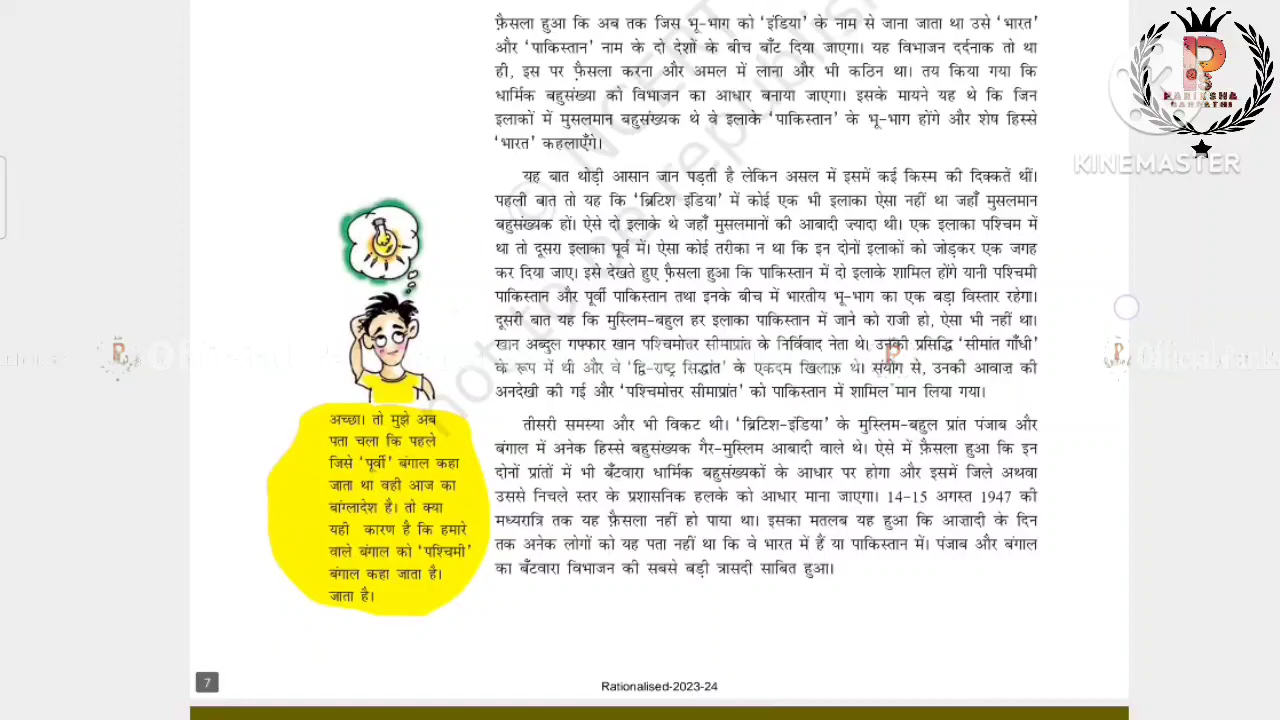 फ़ैसला हुआ कि अब तक जिस भू-भाग को 'इंडिया' के नाम से जाना जाता था उसे 'भारत'
और 'पाकिस्तान' नाम के दो देशों के बीच बाँट दिया जाएगा। यह विभाजन दर्दनाक तो था
ही, इस पर फ़ैसला करना और अमल में लाना और भी कठिन था। तय किया गया कि
धार्मिक बहुसंख्या को विभाजन का आधार बनाया जाएगा। इसके मायने यह थे कि जिन
इलाकों में मुसलमान बहुसंख्यक थे वे इलाके 'पाकिस्तान' के भू-भाग होंगे और शेष हिस्से
'भारत' कहलाएँगे।
यह बात थोड़ी आसान जान पड़ती है लेकिन असल में इसमें कई किस्म की दिक्कतें थीं।
पहली बात तो यह कि 'ब्रिटिश इंडिया' में कोई एक भी इलाका ऐसा नहीं था जहाँ मुसलमान
बहुसंख्यक हों। ऐसे दो इलाके थे जहाँ मुसलमानों की आबादी ज्यादा थी। एक इलाका पश्चिम में
था तो दूसरा इलाका पूर्व में। ऐसा कोई तरीका न था कि इन दोनों इलाकों को जोड़कर एक जगह
कर दिया जाए। इसे देखते हुए फ़ैसला हुआ कि पाकिस्तान में दो इलाके शामिल होंगे यानी पश्चिमी
पाकिस्तान और पूर्वी पाकिस्तान तथा इनके बीच में भारतीय भू-भाग का एक बड़ा विस्तार रहेगा।
दूसरी बात यह कि मुस्लिम-बहुल हर इलाका पाकिस्तान में जाने को राजी हो, ऐसा भी नहीं था।
खान अब्दुल गफ्फार खान पश्चिमोत्तर सीमाप्रांत के निर्विवाद नेता थे। उनकी प्रसिद्धि 'सीमांत गाँधी'
के रूप में थी और वे 'द्वि-राष्ट्र सिद्धांत' के एकदम खिलाफ़ थे। संयोग से, उनकी आवाज़ की
अनदेखी की गई और 'पश्चिमोत्तर सीमाप्रांत' को पाकिस्तान में शामिल मान लिया गया।
तीसरी समस्या और भी विकट थी। 'ब्रिटिश-इंडिया' के मुस्लिम-बहुल प्रांत पंजाब और
बंगाल में अनेक हिस्से बहुसंख्यक गैर-मुस्लिम आबादी वाले थे। ऐसे में फ़ैसला हुआ कि इन
दोनों प्रांतों में भी बँटवारा धार्मिक बहुसंख्यकों के आधार पर होगा और इसमें जिले अथवा
उससे निचले स्तर के प्रशासनिक हलके को आधार माना जाएगा। 14-15 अगस्त 1947 की
मध्यरात्रि तक यह फ़ैसला नहीं हो पाया था। इसका मतलब यह हुआ कि आज़ादी के दिन
तक अनेक लोगों को यह पता नहीं था कि वे भारत में हैं या पाकिस्तान में। पंजाब और बंगाल
का बँटवारा विभाजन की सबसे बड़ी त्रासदी साबित हुआ।
अच्छा। तो मुझे अब
पता चला कि पहले
जिसे 'पूर्वी' बंगाल कहा
जाता था वही आज का
बांग्लादेश है। तो क्या
यही कारण है कि हमारे
वाले बंगाल को 'पश्चिमी'
बंगाल कहा जाता है।
जाता है।
7
Rationalised-2023-24
© NCERT
not to be republished
PARIKSHA
KINEMASTER